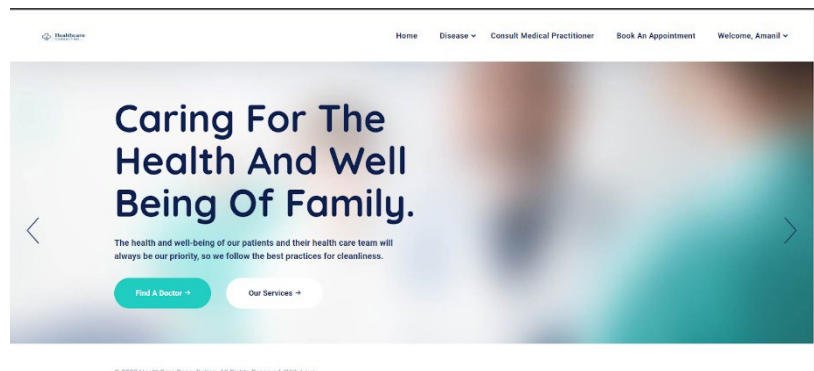 Healthcare
Home Disease Consult Medical Practitioner Book An Appointment Welcome, Amanil
Caring For The
Health And Well
Being Of Family.
The health and well-being of our patients and their health care team will
always be our priority, so we follow the best practices for cleanliness.
Find A Doctor → Our Services →